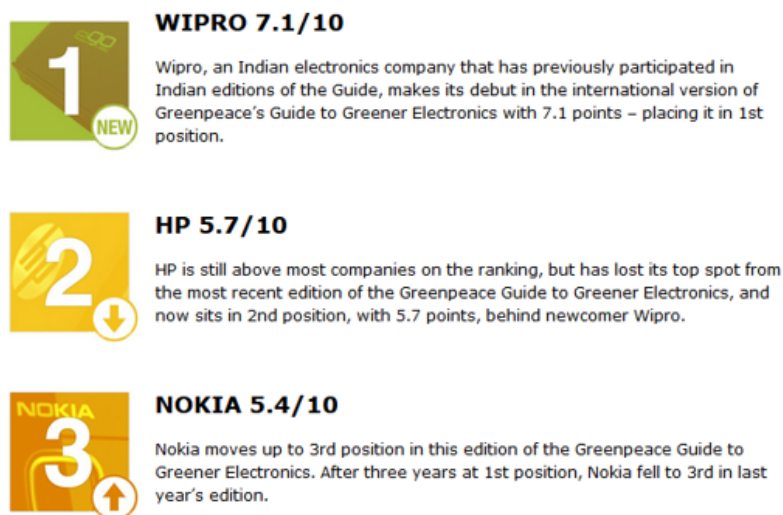 WIPRO 7.1/10
1
ego
NEW
Wipro, an Indian electronics company that has previously participated in
Indian editions of the Guide, makes its debut in the international version of
Greenpeace's Guide to Greener Electronics with 7.1 points – placing it in 1st
position.
HP 5.7/10
2
HP is still above most companies on the ranking, but has lost its top spot from
the most recent edition of the Greenpeace Guide to Greener Electronics, and
now sits in 2nd position, with 5.7 points, behind newcomer Wipro.
NOKIA 5.4/10
NOKIA
3
Nokia moves up to 3rd position in this edition of the Greenpeace Guide to
Greener Electronics. After three years at 1st position, Nokia fell to 3rd in last
year's edition.